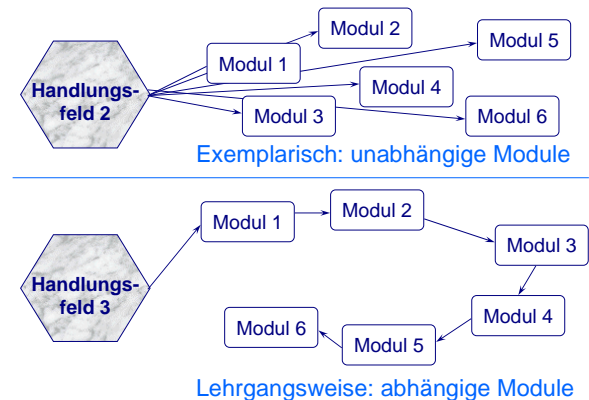 Modul 2
Modul 5
Modul 1
Handlungs-
feld 2
Modul 4
Modul 3
Modul 6
Exemplarisch: unabhängige Module
Modul 1
Modul 2
Modul 3
Handlungs-
feld 3
Modul 4
Modul 6
Modul 5
Lehrgangsweise: abhängige Module